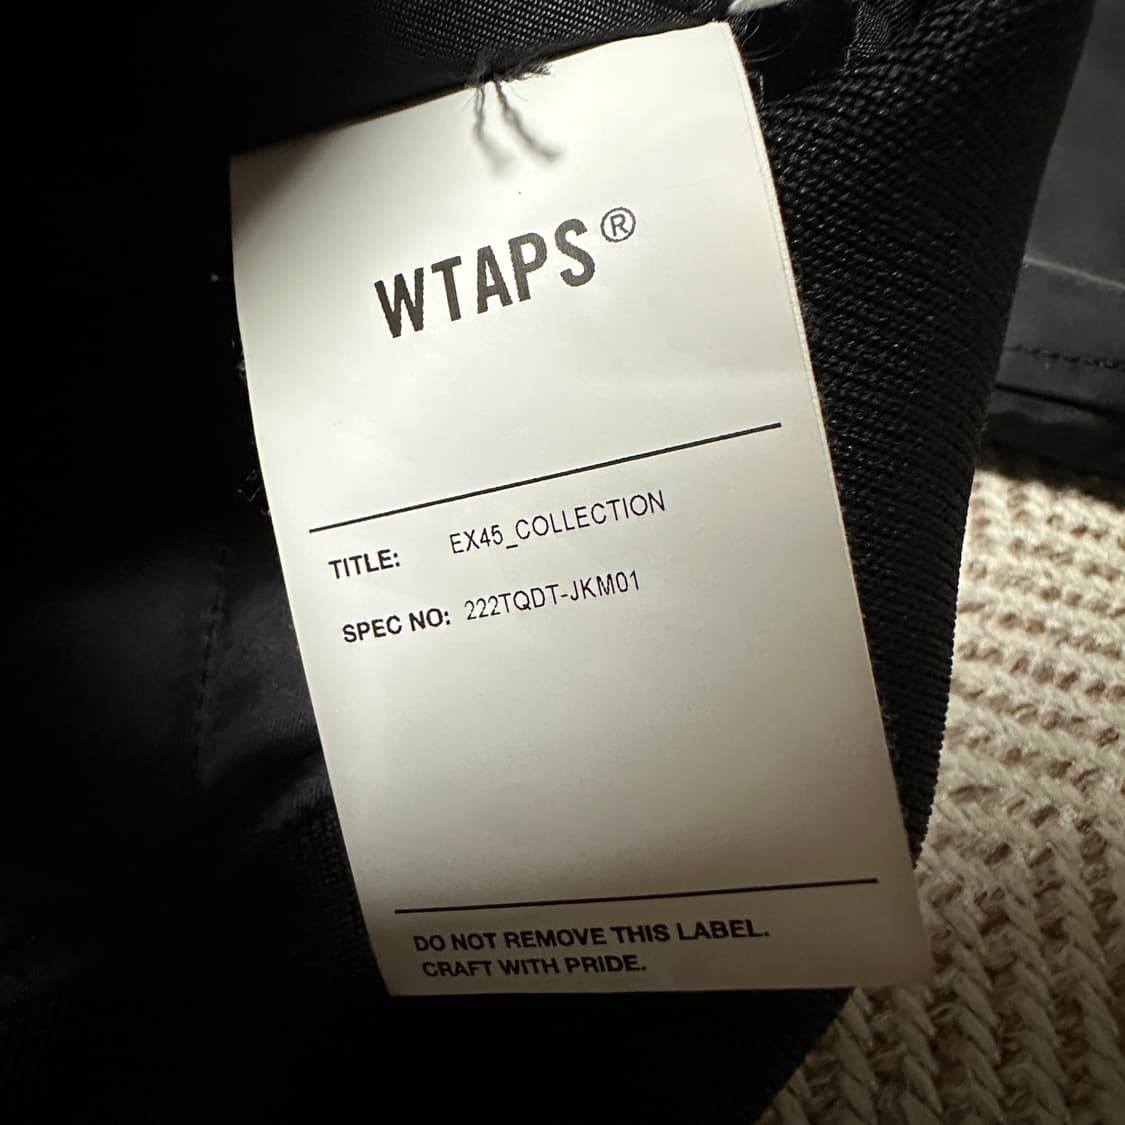 WTAPS®
TITLE: EX45_COLLECTION
SPEC NO: 222TQDT-JKM01
DO NOT REMOVE THIS LABEL.
CRAFT WITH PRIDE.